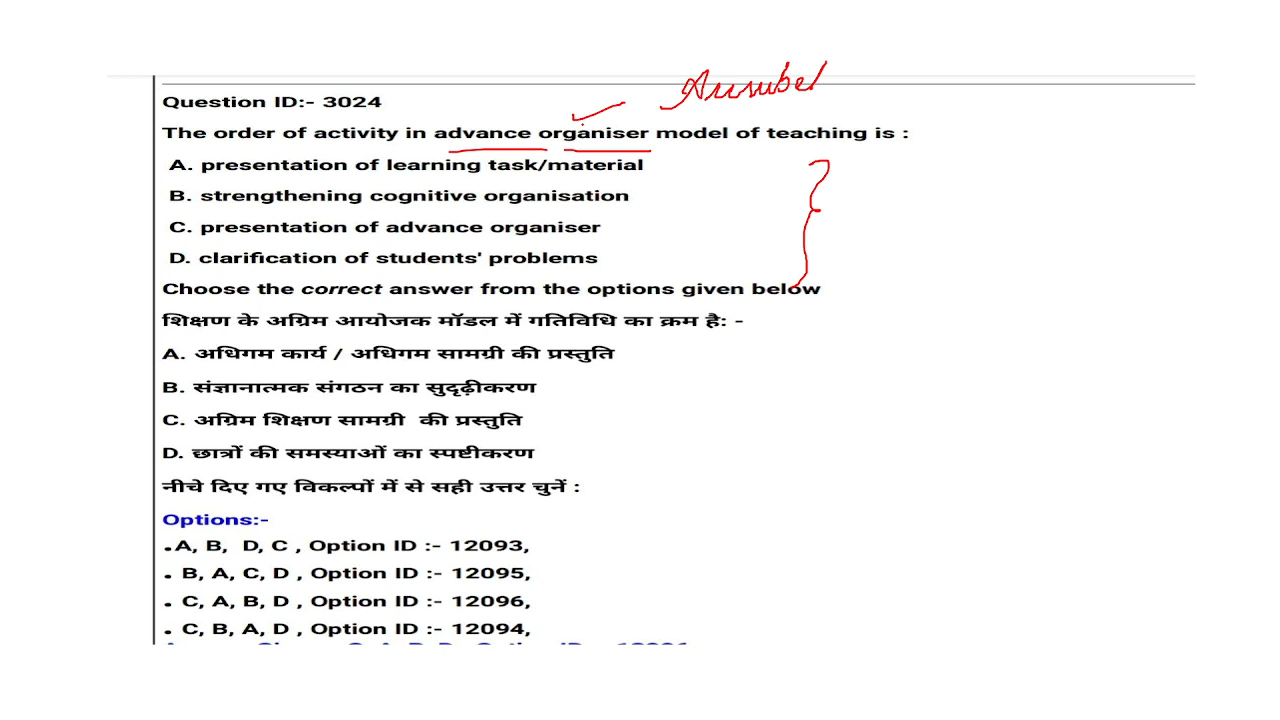 Ausubel
Question ID:- 3024
The order of activity in advance organiser model of teaching is :
A. presentation of learning task/material
B. strengthening cognitive organisation
C. presentation of advance organiser
D. clarification of students' problems
Choose the correct answer from the options given below
शिक्षण के अग्रिम आयोजक मॉडल में गतिविधि का क्रम है: -
A. अधिगम कार्य / अधिगम सामग्री की प्रस्तुति
B. संज्ञानात्मक संगठन का सुदृढ़ीकरण
C. अग्रिम शिक्षण सामग्री की प्रस्तुति
D. छात्रों की समस्याओं का स्पष्टीकरण
नीचे दिए गए विकल्पों में से सही उत्तर चुनें :
Options:-
.A, B, D, C , Option ID :- 12093,
. B, A, C, D , Option ID :- 12095,
. C, A, B, D , Option ID :- 12096,
. C, B, A, D , Option ID :- 12094,